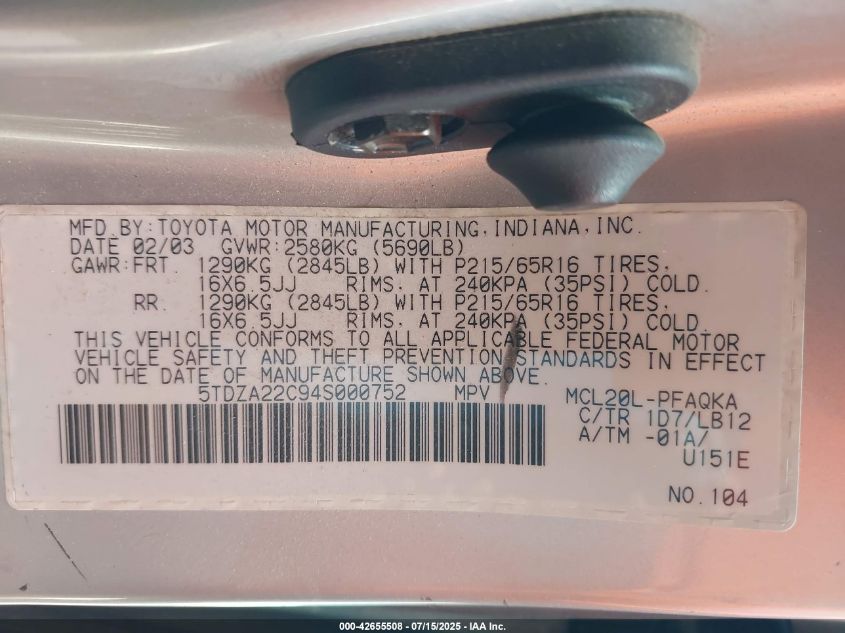 MFD.BY:TOYOTA MOTOR MANUFACTURING,INDIANA,INC.
DATE 02/03 GVWR:2580KG (5690LB)
GAWR:FRT. 1290KG (2845LB) WITH P215/65R16 TIRES,
16X6.5JJ RIMS, AT 240KPA (35PSI) COLD.
RR. 1290KG (2845LB) WITH P215/65R16 TIRES,
16X6.5JJ RIMS, AT 240KPA (35PSI) COLD.
THIS VEHICLE CONFORMS TO ALL APPLICABLE FEDERAL MOTOR
VEHICLE SAFETY AND THEFT PREVENTION STANDARDS IN EFFECT
ON THE DATE OF MANUFACTURE SHOWN ABOVE.
5TDZA22C94S000752 MPV
MCL20L-PFAQKA
C/TR 1D7/LB12
A/TM -01A/
U151E
NO.104
000-42655508 - 07/15/2025 - IAA Inc.